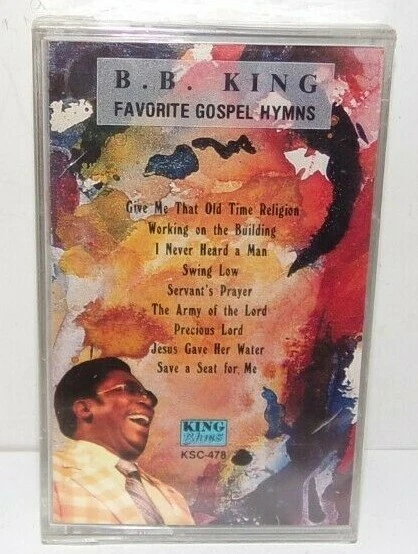 B.B. KING
FAVORITE GOSPEL HYMNS
Give Me That Old Time Religion
Working on the Building
I Never Heard a Man
Swing Low
Servant's Prayer
The Army of the Lord
Precious Lord
Jesus Gave Her Water
Save a Seat for Me
KING
Blues
KSC-478